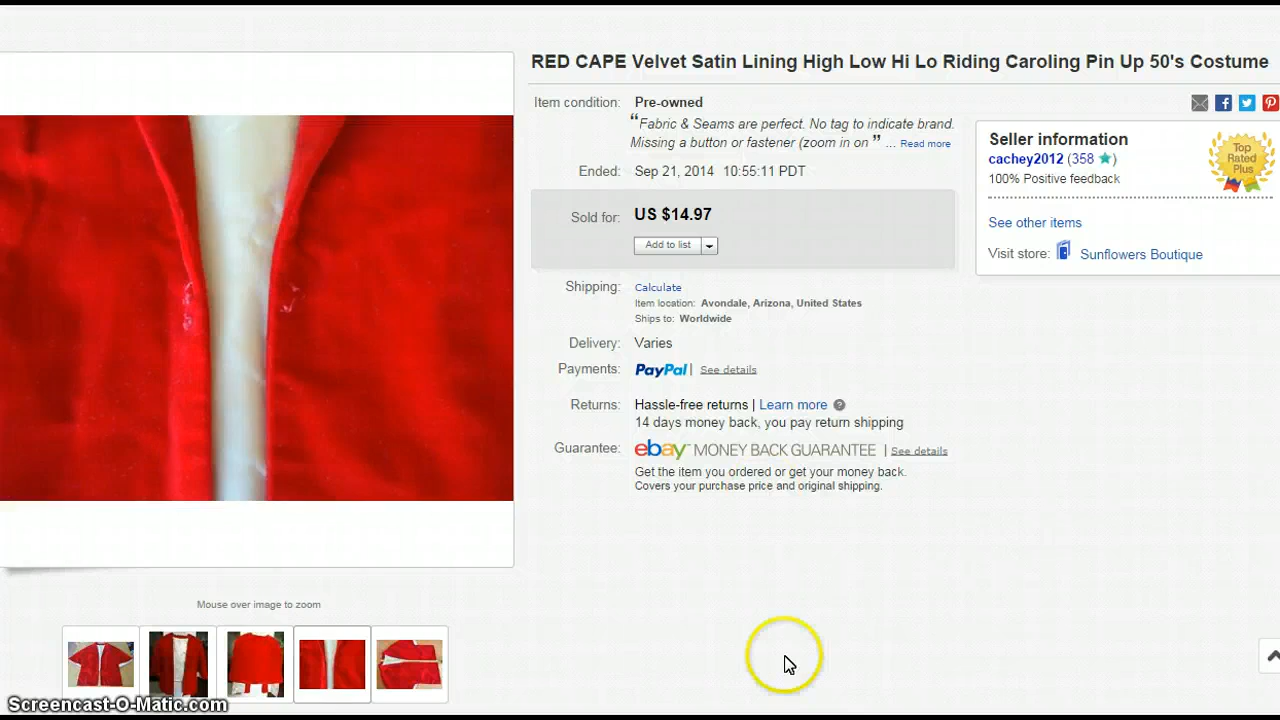 RED CAPE Velvet Satin Lining High Low Hi Lo Riding Caroling Pin Up 50's Costume
Item condition: Pre-owned
“Fabric & Seams are perfect. No tag to indicate brand.
Missing a button or fastener (zoom in on ” ... Read more
Ended: Sep 21, 2014 10:55:11 PDT
Sold for: US $14.97
Add to list
Shipping: Calculate
Item location: Avondale, Arizona, United States
Ships to: Worldwide
Delivery: Varies
Payments: PayPal | See details
Returns: Hassle-free returns | Learn more ?
14 days money back, you pay return shipping
Guarantee: ebay™ MONEY BACK GUARANTEE | See details
Get the item you ordered or get your money back.
Covers your purchase price and original shipping.
Seller information
cachey2012 (358 ★)
100% Positive feedback
Top
Rated
Plus
See other items
Visit store: Sunflowers Boutique
Mouse over image to zoom
Screencast-O-Matic.com